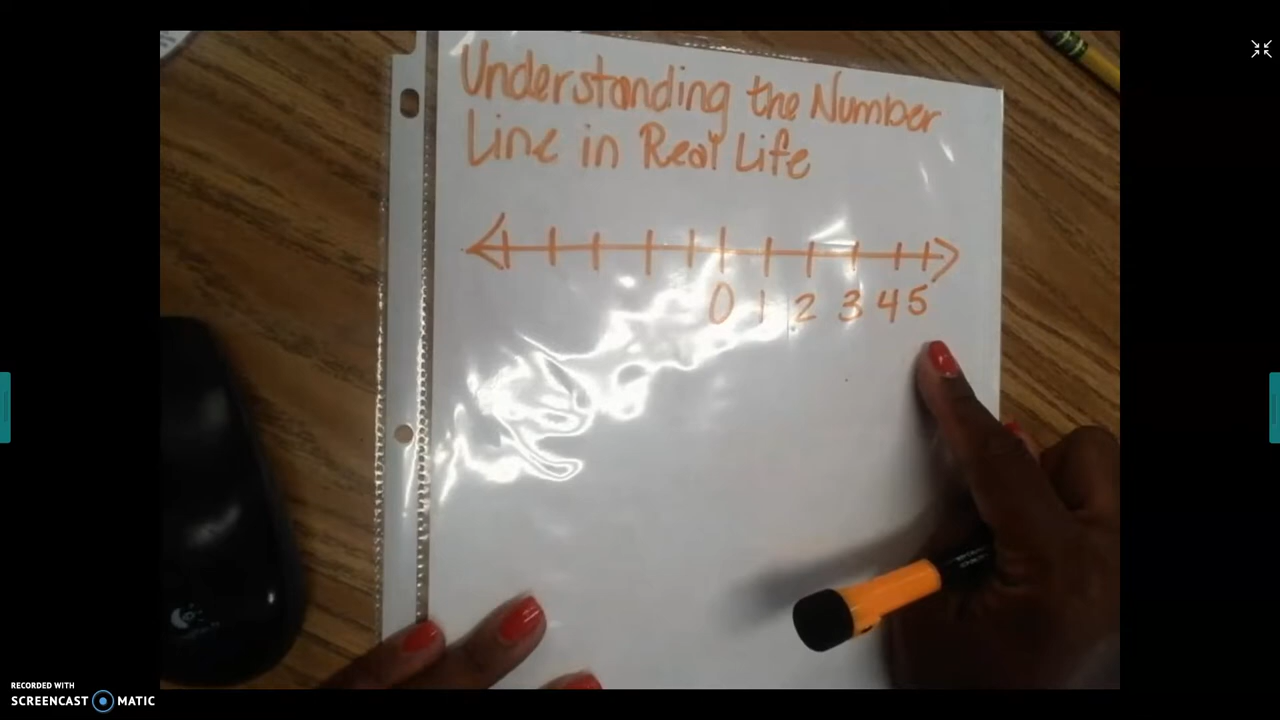 Understanding the Number
Line in Real Life
0 1 2 3 4 5
RECORDED WITH
SCREENCAST MATIC